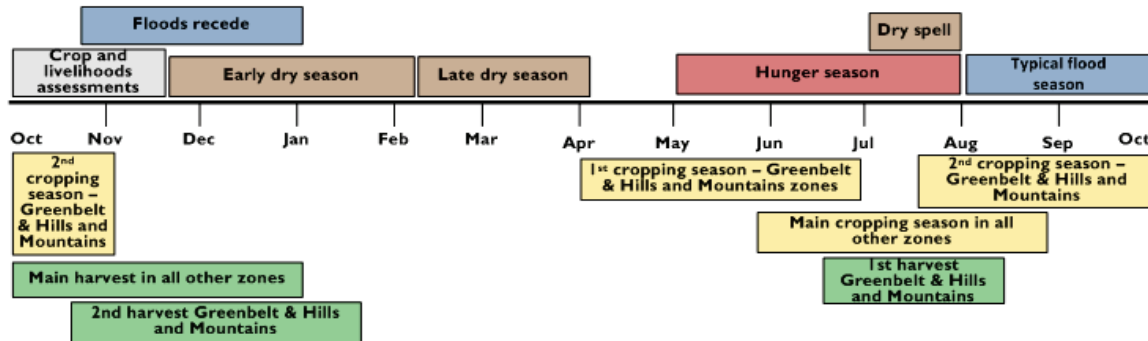 Floods recede
Dry spell
Crop and
livelihoods
assessments
Early dry season
Late dry season
Hunger season
Typical flood
season
Oct Nov Dec Jan Feb Mar Apr May Jun Jul Aug Sep Oct
2nd
cropping
season –
Greenbelt
& Hills and
Mountains
1st cropping season – Greenbelt
& Hills and Mountains zones
2nd cropping season –
Greenbelt & Hills and
Mountains
Main cropping season in all
other zones
Main harvest in all other zones
1st harvest
Greenbelt & Hills
and Mountains
2nd harvest Greenbelt & Hills
and Mountains